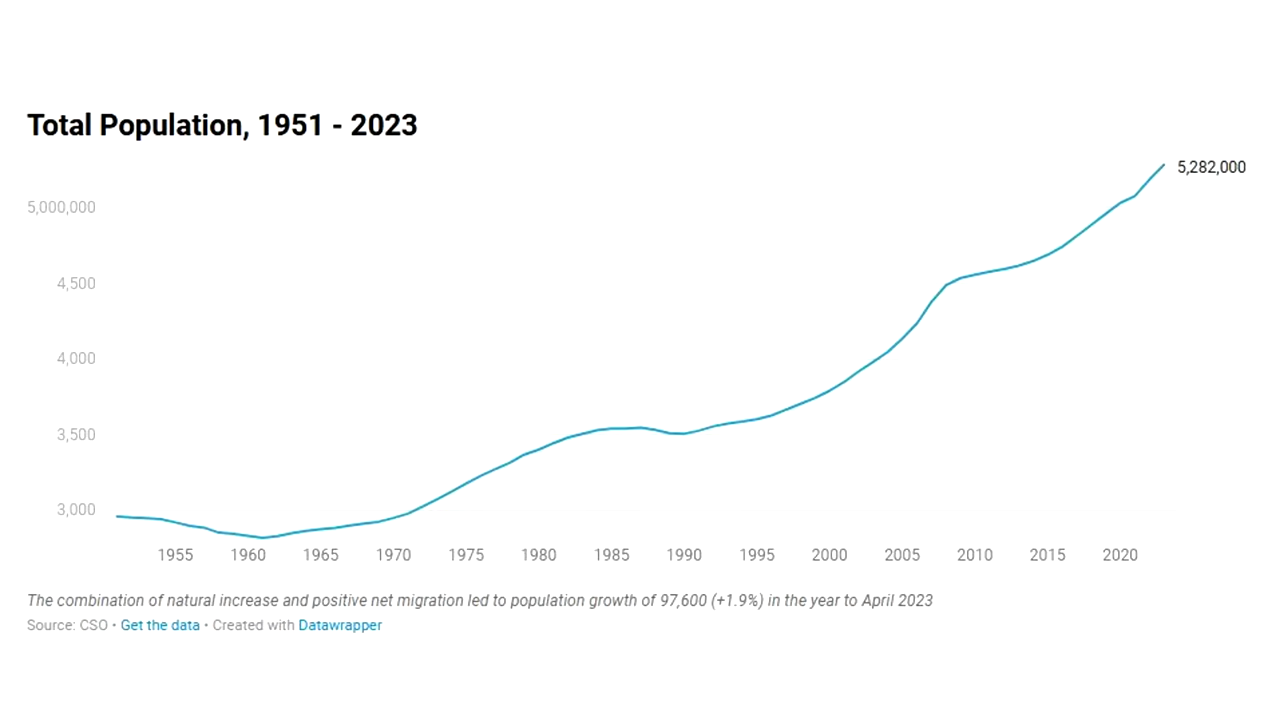 Total Population, 1951 - 2023
5,282,000
5,000,000
4,500
4,000
3,500
3,000
1955 1960 1965 1970 1975 1980 1985 1990 1995 2000 2005 2010 2015 2020
The combination of natural increase and positive net migration led to population growth of 97,600 (+1.9%) in the year to April 2023
Source: CSO • Get the data • Created with Datawrapper